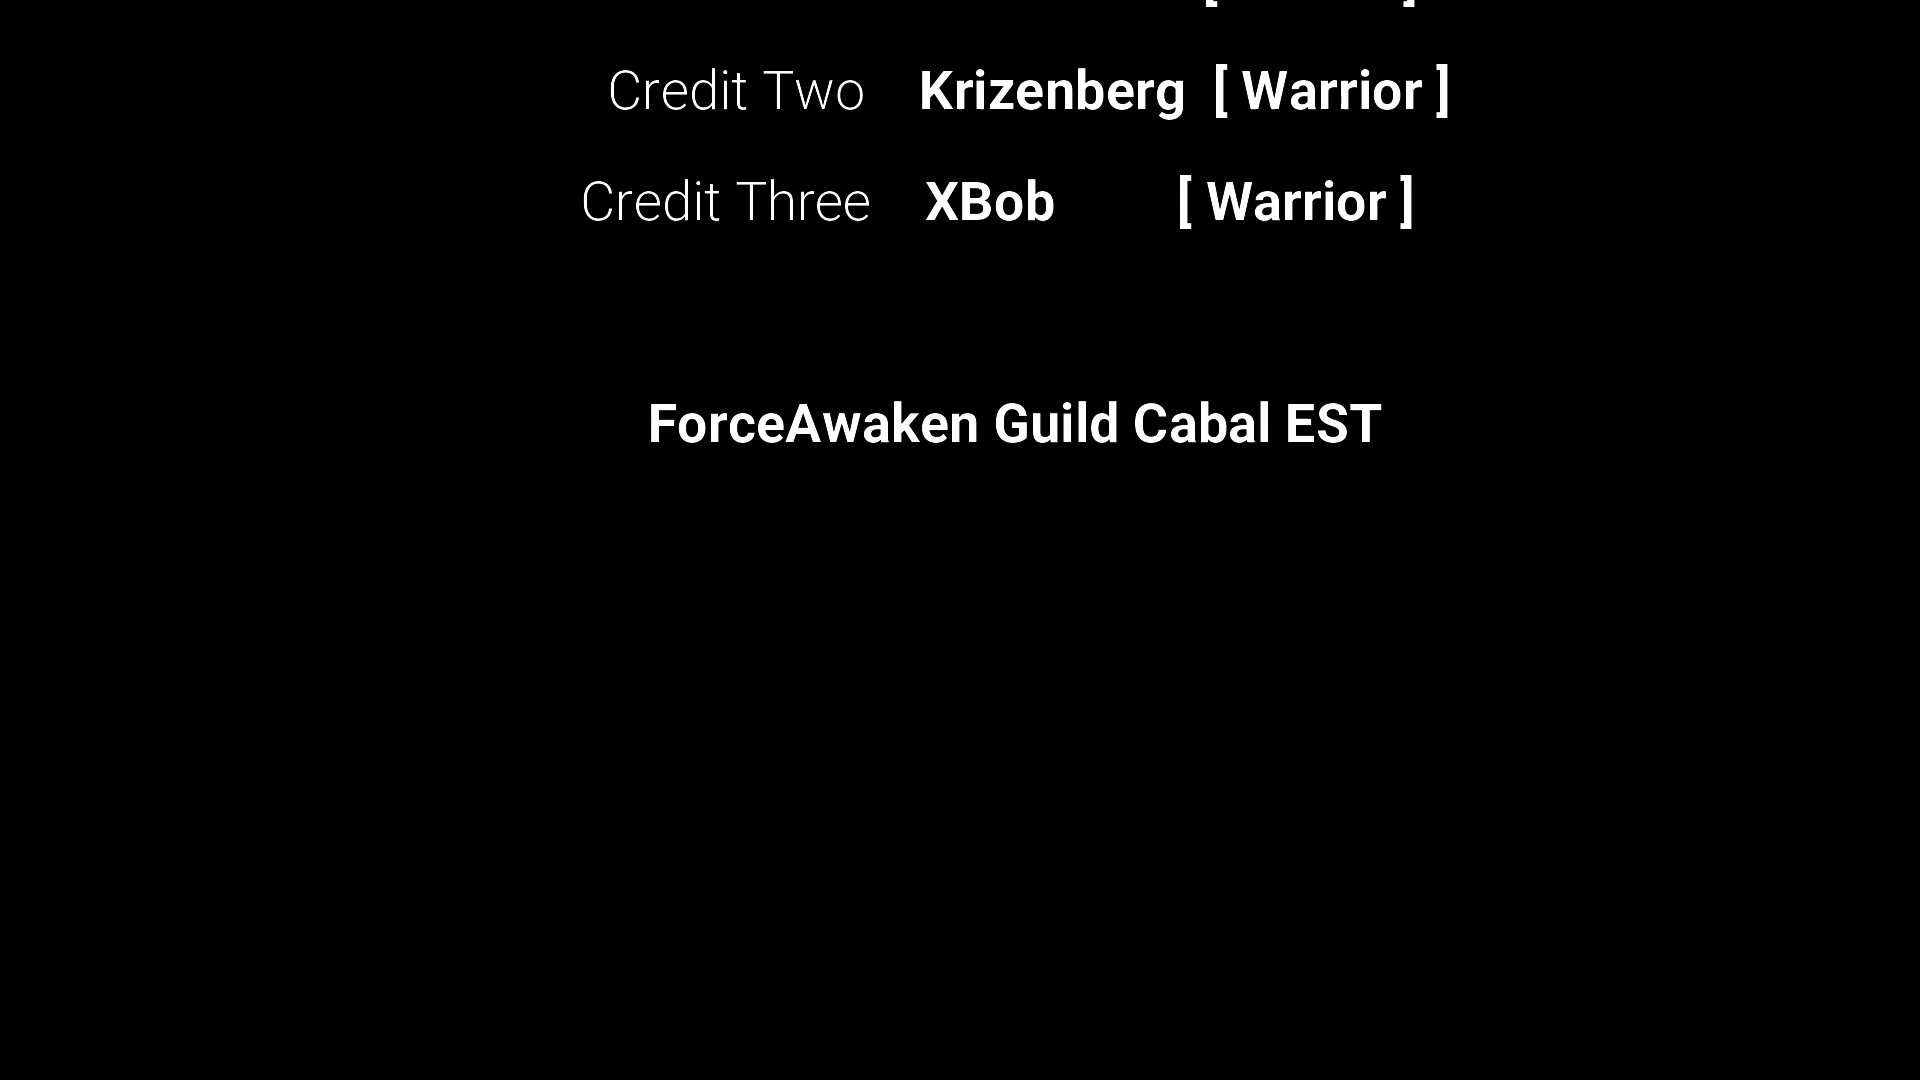 Credit Two Krizenberg [ Warrior ]
Credit Three XBob [ Warrior ]
ForceAwaken Guild Cabal EST